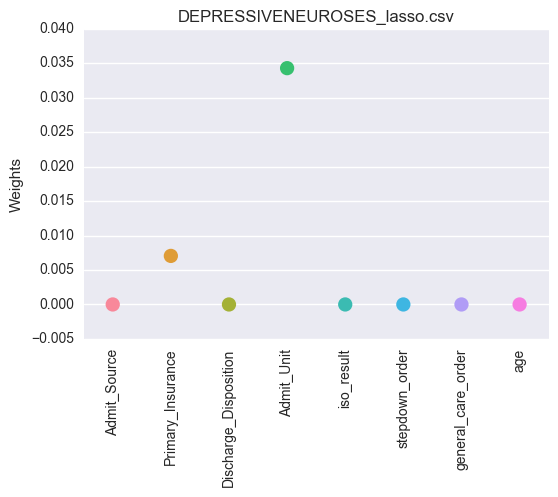 DEPRESSIVENEUROSES_lasso.csv
0.040
0.035
0.030
0.025
0.020
0.015
0.010
0.005
0.000
−0.005
Weights
Admit_Source
Primary_Insurance
Discharge_Disposition
Admit_Unit
iso_result
stepdown_order
general_care_order
age